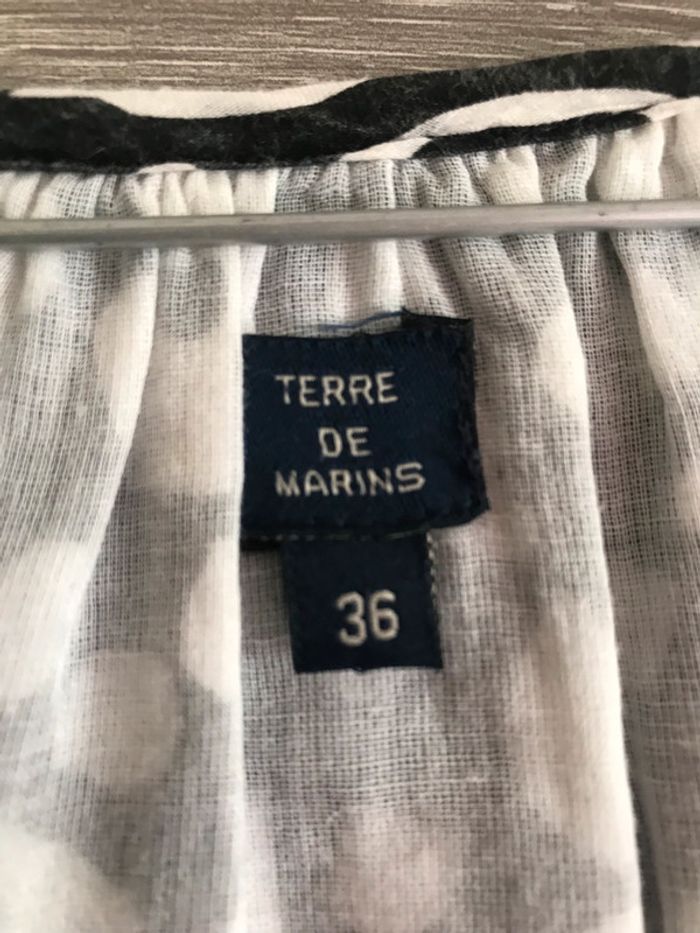 TERRE
DE
MARINS
36